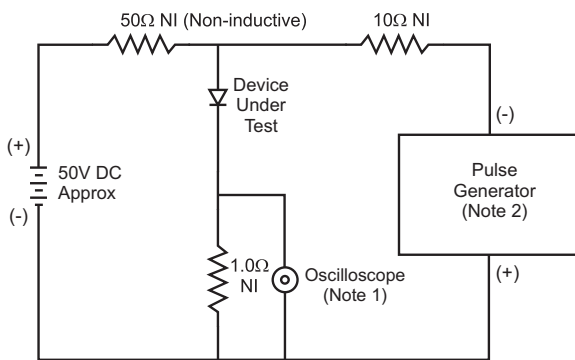 50Ω NI (Non-inductive)
10Ω NI
Device
Under
Test
(+)
50V DC
Approx
(-)
(-)
Pulse
Generator
(Note 2)
(+)
1.0Ω
NI
Oscilloscope
(Note 1)